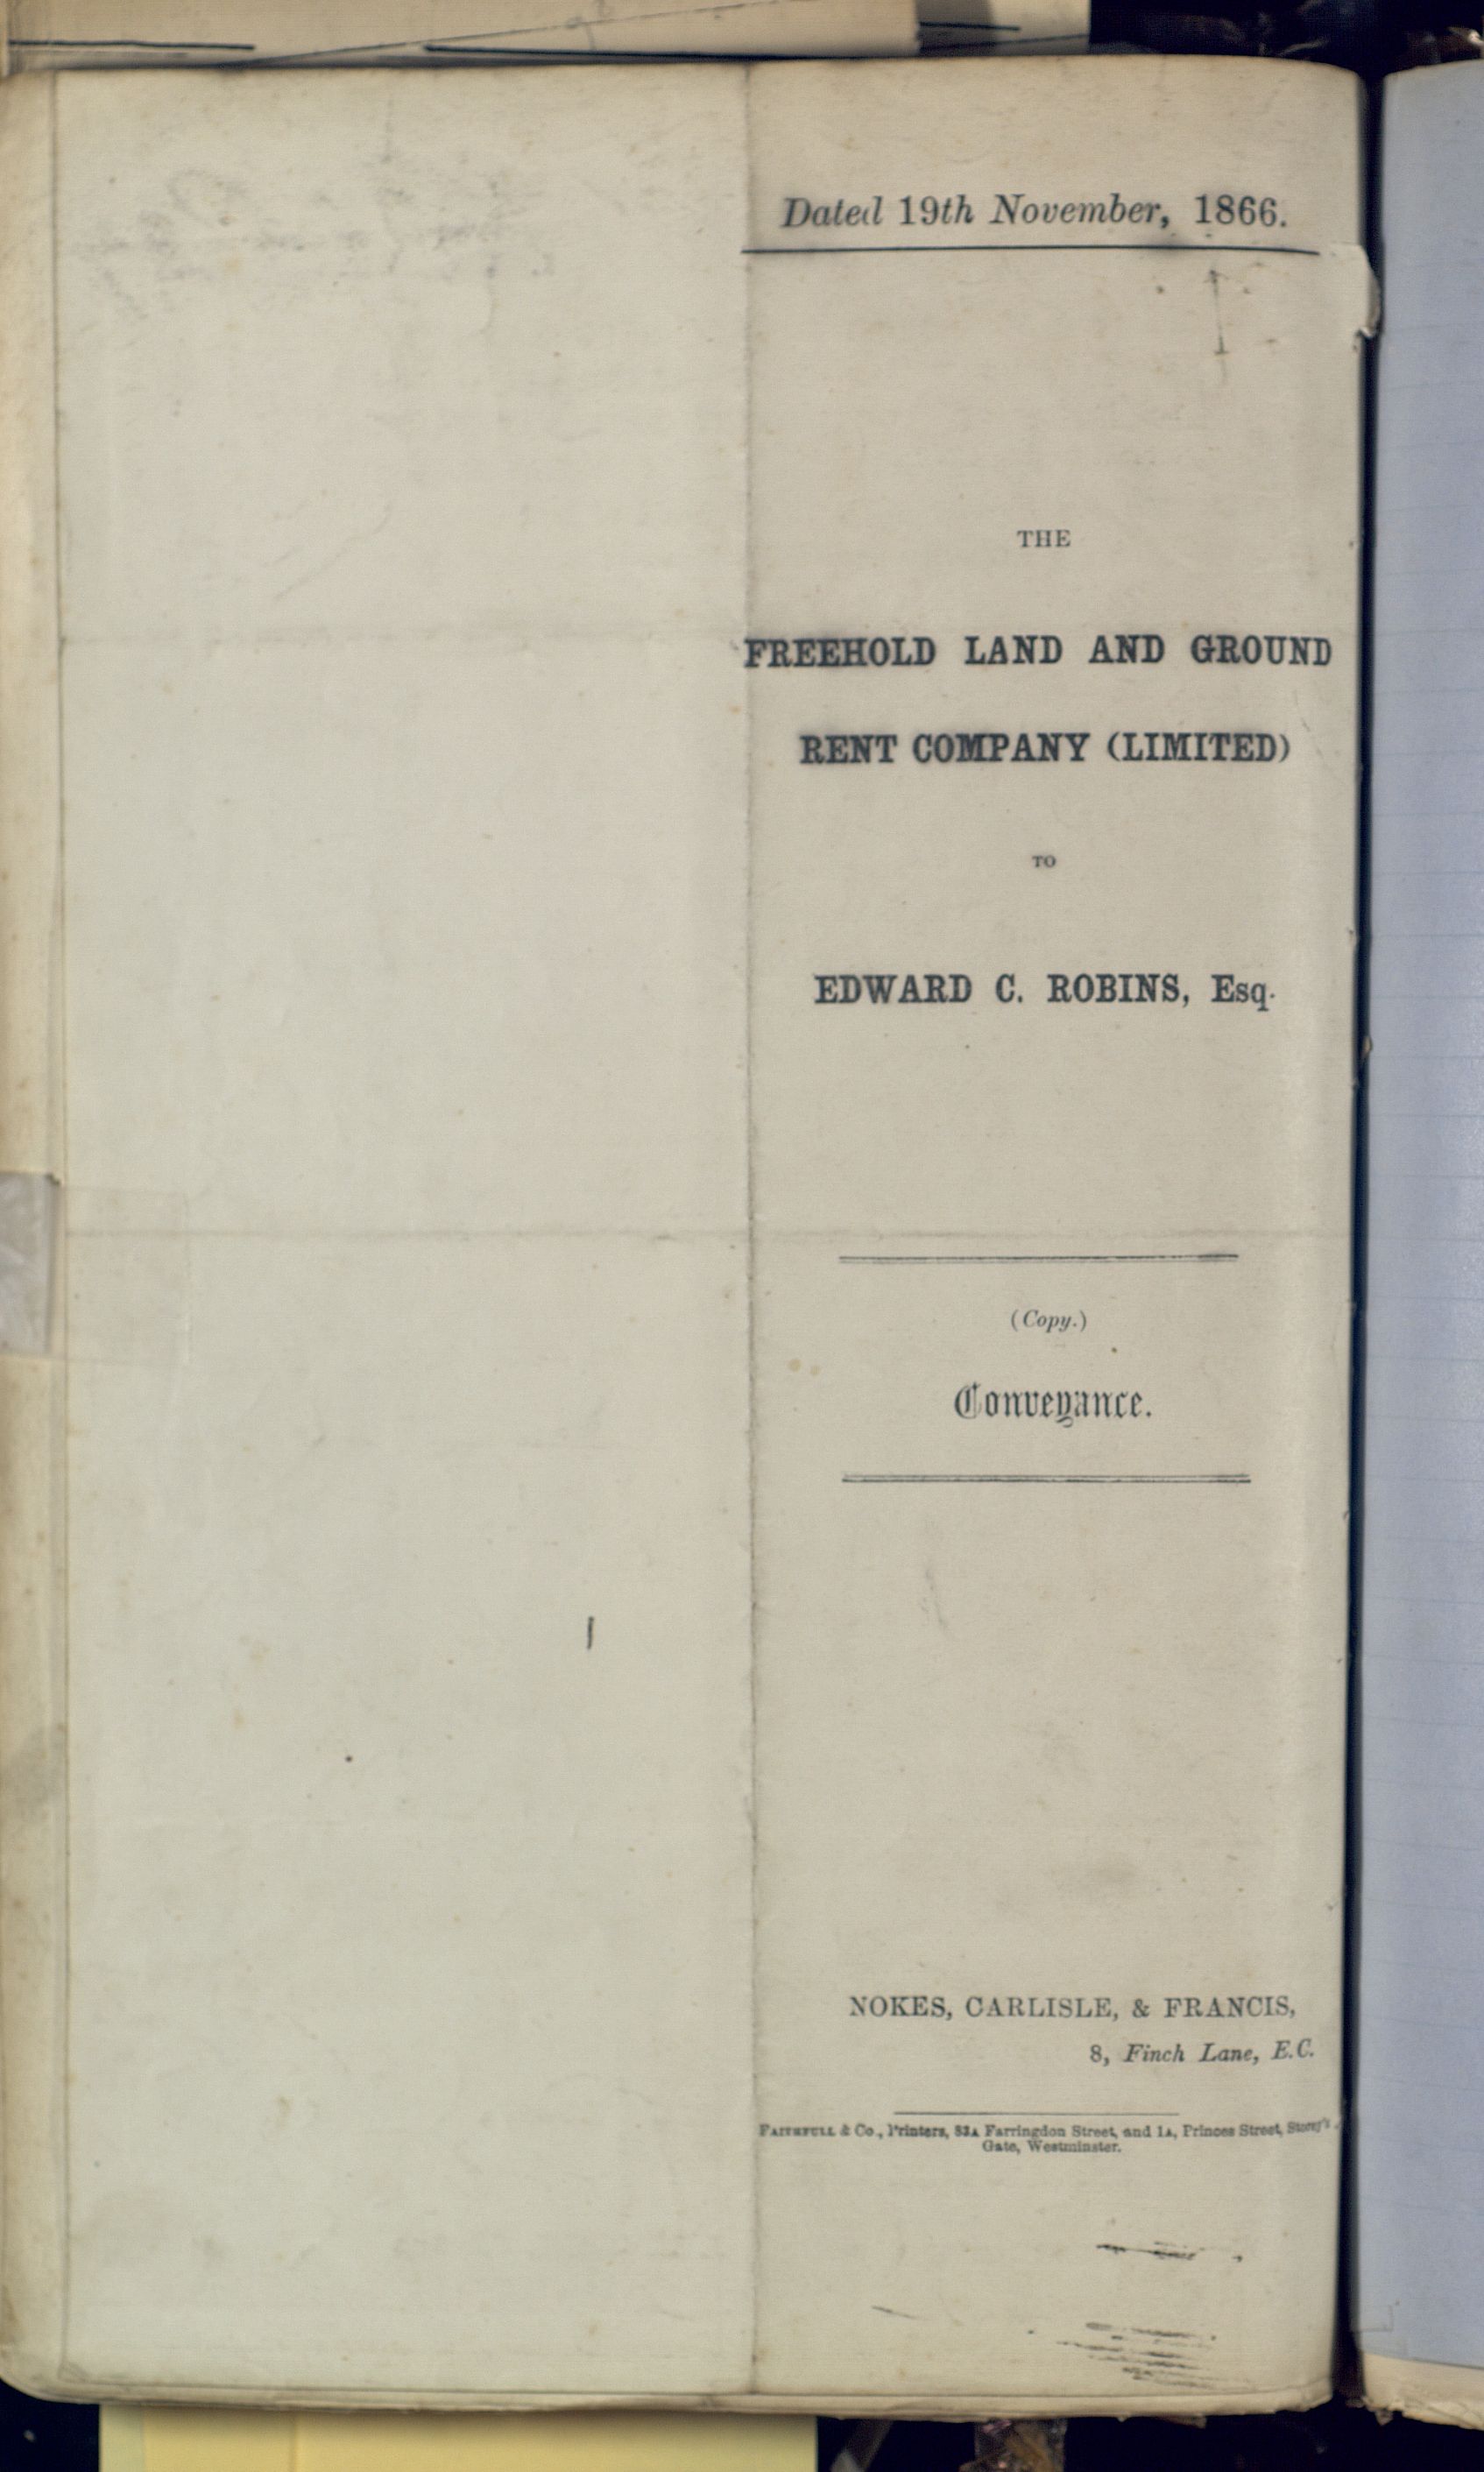 Dated 19th November, 1866.
THE
FREEHOLD LAND AND GROUND
RENT COMPANY (LIMITED)
TO
EDWARD C. ROBINS, Esq.
(Copy.)
Conveyance.
NOKES, CARLISLE, & FRANCIS,
8, Finch Lane, E.C.
FAITHFULL & Co., Printers, 83A Farringdon Street, and 1A, Princes Street, Storey's
Gate, Westminster.